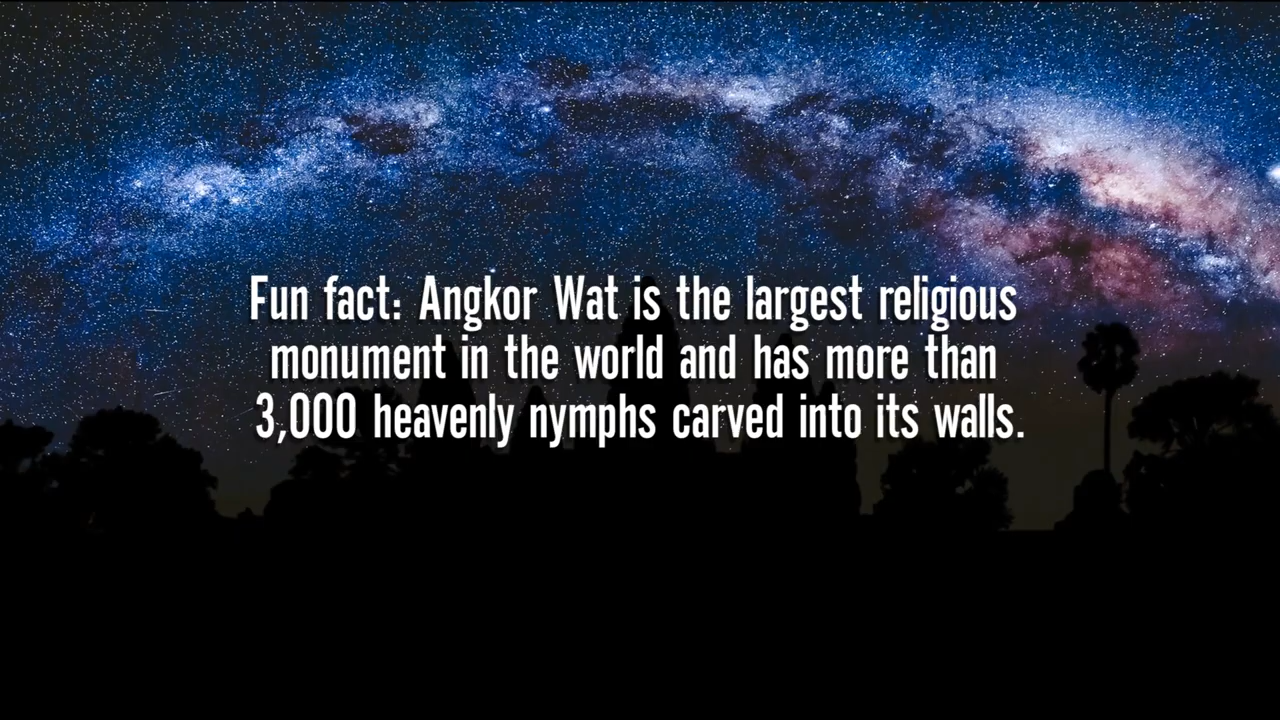 Fun fact: Angkor Wat is the largest religious
monument in the world and has more than
3,000 heavenly nymphs carved into its walls.